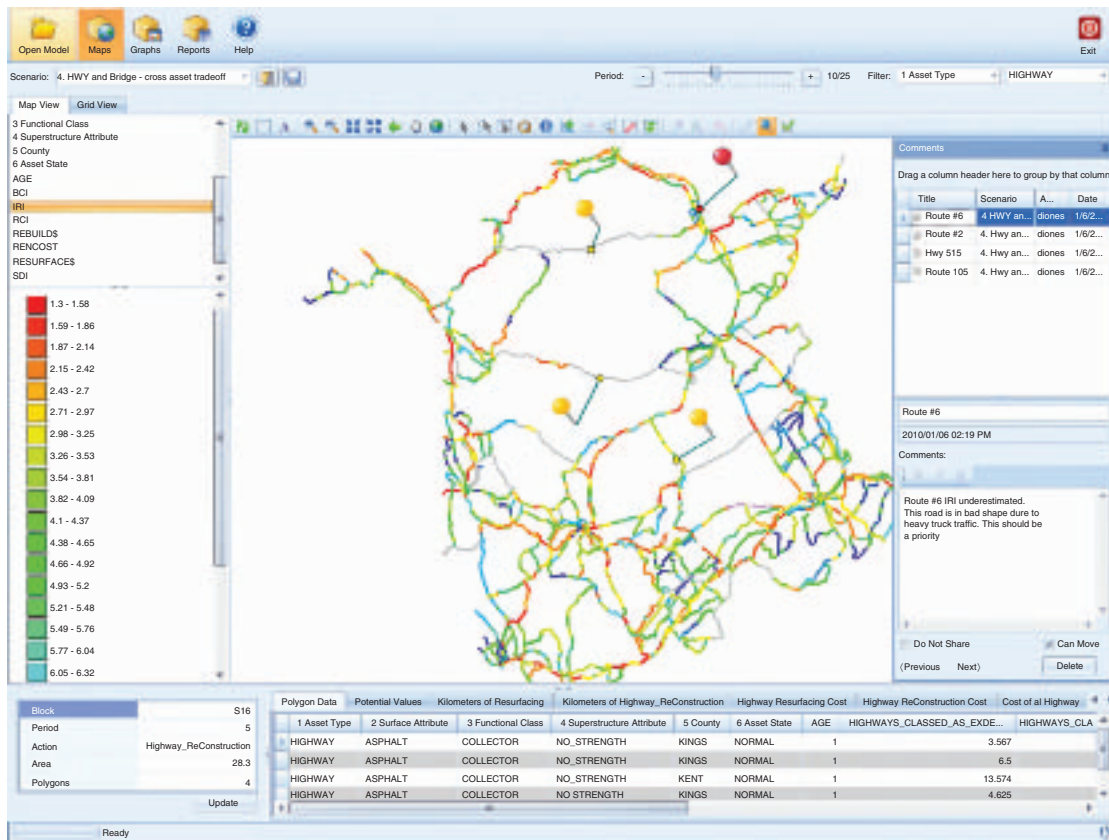 Open Model Maps Graphs Reports Help Exit
Scenario: 4. HWY and Bridge - cross asset tradeoff Period: - + 10/25 Filter: 1 Asset Type HIGHWAY
Map View Grid View
3 Functional Class
4 Superstructure Attribute
5 County
6 Asset State
AGE
BCI
IRI
RCI
REBUILD$
RENCOST
RESURFACE$
SDI
1.3 - 1.58
1.59 - 1.86
1.87 - 2.14
2.15 - 2.42
2.43 - 2.7
2.71 - 2.97
2.98 - 3.25
3.26 - 3.53
3.54 - 3.81
3.82 - 4.09
4.1 - 4.37
4.38 - 4.65
4.66 - 4.92
4.93 - 5.2
5.21 - 5.48
5.49 - 5.76
5.77 - 6.04
6.05 - 6.32
Comments
Drag a column header here to group by that column
Title Scenario A... Date
Route #6 4 HWY an... diones 1/6/2...
Route #2 4. Hwy an... diones 1/6/2...
Hwy 515 4. Hwy an... diones 1/6/2...
Route 105 4. Hwy an... diones 1/6/2...
Route #6
2010/01/06 02:19 PM
Comments:
Route #6 IRI underestimated.
This road is in bad shape dure to
heavy truck traffic. This should be
a priority
Do Not Share Can Move
⟨Previous Next⟩ Delete
Block S16
Period 5
Action Highway_ReConstruction
Area 28.3
Polygons 4
Update
Polygon Data Potential Values Kilometers of Resurfacing Kilometers of Highway_ReConstruction Highway Resurfacing Cost Highway ReConstruction Cost Cost of al Highway
1 Asset Type 2 Surface Attribute 3 Functional Class 4 Superstructure Attribute 5 County 6 Asset State AGE HIGHWAYS_CLASSED_AS_EXDE... HIGHWAYS_CLA
HIGHWAY ASPHALT COLLECTOR NO_STRENGTH KINGS NORMAL 1 3.567
HIGHWAY ASPHALT COLLECTOR NO_STRENGTH KINGS NORMAL 1 6.5
HIGHWAY ASPHALT COLLECTOR NO_STRENGTH KENT NORMAL 1 13.574
HIGHWAY ASPHALT COLLECTOR NO STRENGTH KINGS NORMAL 1 4.625
Ready